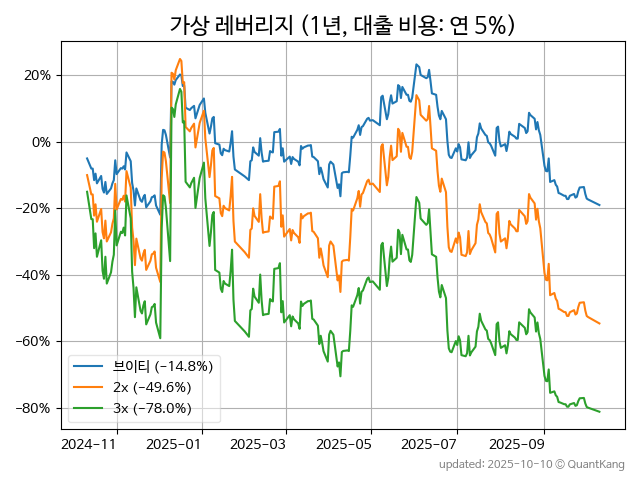 가상 레버리지 (1년, 대출 비용: 연 5%)
20%
0%
−20%
−40%
−60%
−80%
브이티 (−14.8%)
2x (−49.6%)
3x (−78.0%)
2024−11 2025−01 2025−03 2025−05 2025−07 2025−09
updated: 2025-10-10 © QuantKang